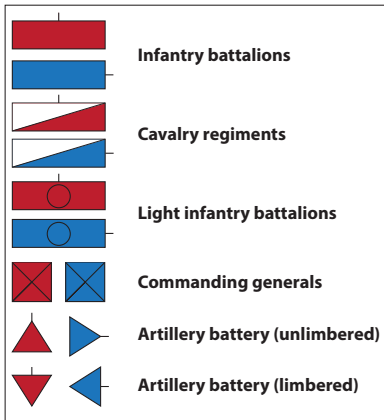 Infantry battalions
Cavalry regiments
Light infantry battalions
Commanding generals
Artillery battery (unlimbered)
Artillery battery (limbered)